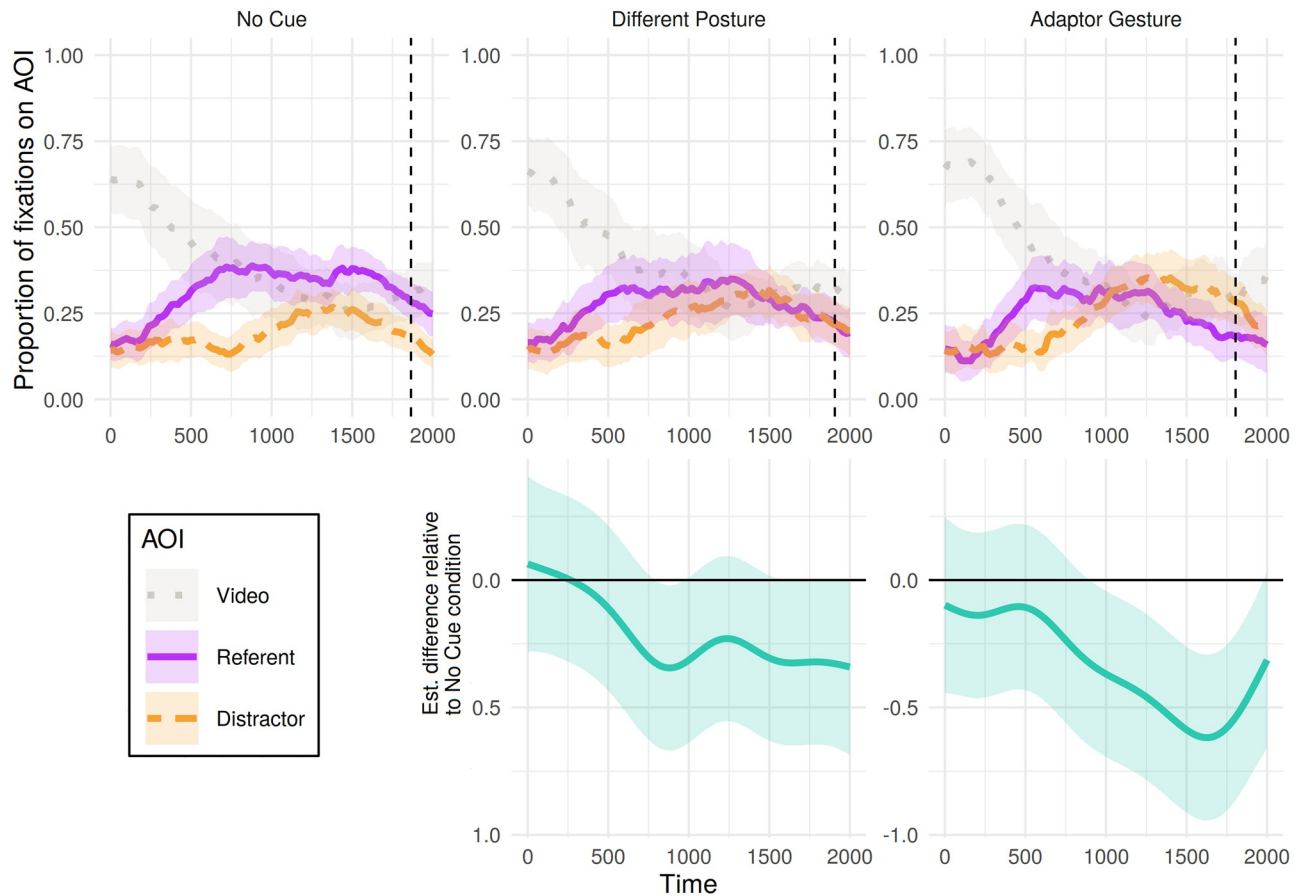 No Cue Different Posture Adaptor Gesture
Proportion of fixations on AOI
1.00 1.00 1.00
0.75 0.75 0.75
0.50 0.50 0.50
0.25 0.25 0.25
0.00 0.00 0.00
0 500 1000 1500 2000 0 500 1000 1500 2000 0 500 1000 1500 2000
AOI
Video
Referent
Distractor
Est. difference relative
to No Cue condition
0.0 0.0
0.5 -0.5
1.0 -1.0
0 500 1000 1500 2000 0 500 1000 1500 2000
Time